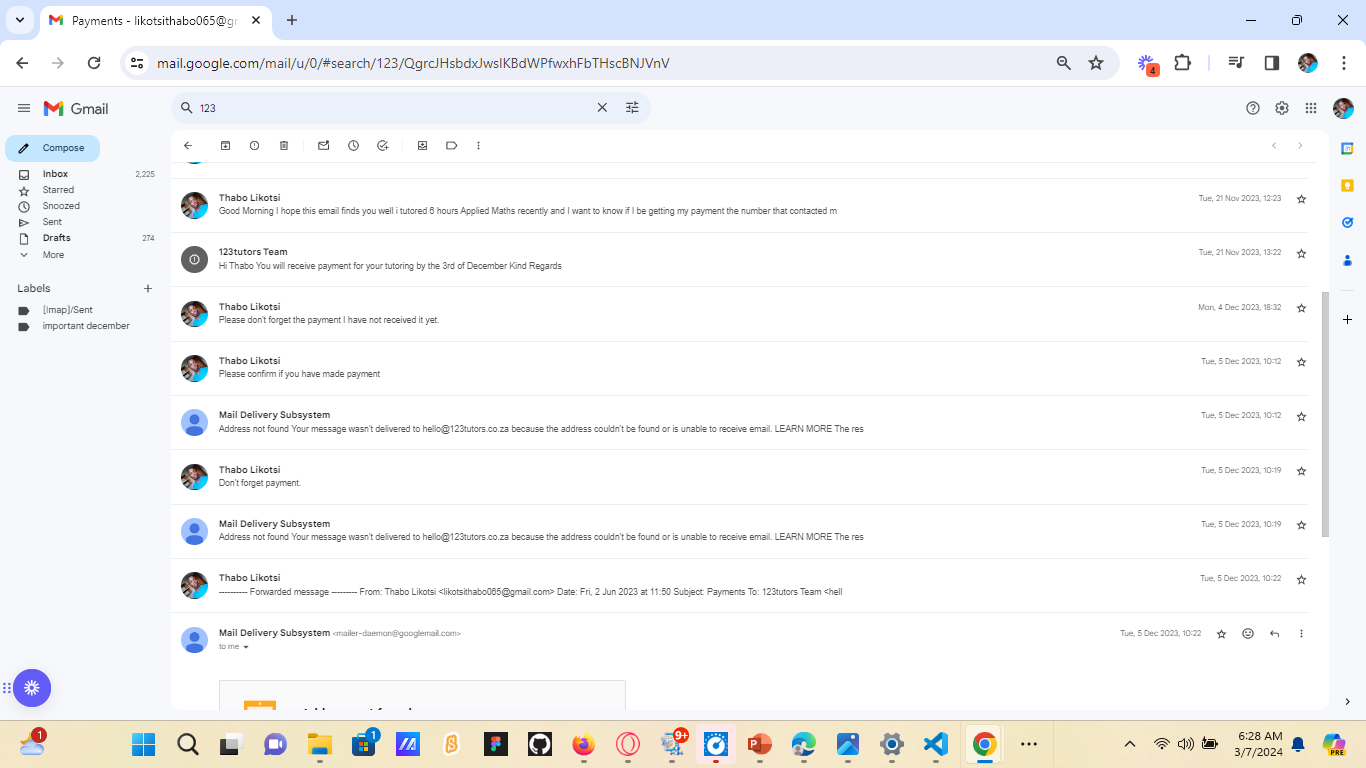 Payments - likotsithabo065@gr
mail.google.com/mail/u/0/#search/123/QgrcJHsbdxJwslKBdWPfwxhFbTHscBNJVnV
4
Gmail
123
Compose
Inbox 2,225
Starred
Snoozed
Sent
Drafts 274
More
Labels
[Imap]/Sent
important december
Thabo Likotsi Tue, 21 Nov 2023, 12:23
Good Morning I hope this email finds you well i tutored 6 hours Applied Maths recently and I want to know if I be getting my payment the number that contacted m
123tutors Team Tue, 21 Nov 2023, 13:22
Hi Thabo You will receive payment for your tutoring by the 3rd of December Kind Regards
Thabo Likotsi Mon, 4 Dec 2023, 18:32
Please don't forget the payment I have not received it yet.
Thabo Likotsi Tue, 5 Dec 2023, 10:12
Please confirm if you have made payment
Mail Delivery Subsystem Tue, 5 Dec 2023, 10:12
Address not found Your message wasn't delivered to hello@123tutors.co.za because the address couldn't be found or is unable to receive email. LEARN MORE The res
Thabo Likotsi Tue, 5 Dec 2023, 10:19
Don't forget payment.
Mail Delivery Subsystem Tue, 5 Dec 2023, 10:19
Address not found Your message wasn't delivered to hello@123tutors.co.za because the address couldn't be found or is unable to receive email. LEARN MORE The res
Thabo Likotsi Tue, 5 Dec 2023, 10:22
---------- Forwarded message --------- From: Thabo Likotsi <likotsithabo065@gmail.com> Date: Fri, 2 Jun 2023 at 11:50 Subject: Payments To: 123tutors Team <hell
Mail Delivery Subsystem <mailer-daemon@googlemail.com> Tue, 5 Dec 2023, 10:22
to me
1
1
9+
6:28 AM
3/7/2024
PRE